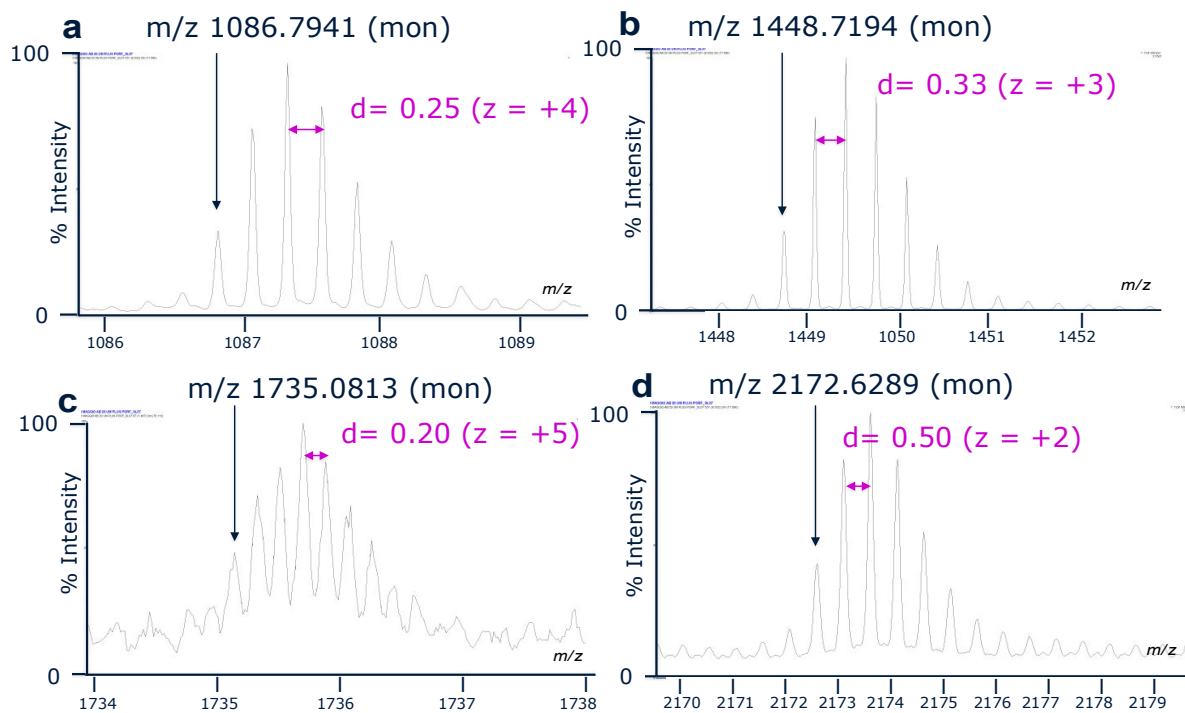 a
m/z 1086.7941 (mon)
100
d= 0.25 (z = +4)
% Intensity
m/z
0
1086 1087 1088 1089
b
m/z 1448.7194 (mon)
100
d= 0.33 (z = +3)
% Intensity
m/z
0
1448 1449 1050 1451 1452
c
m/z 1735.0813 (mon)
100
d= 0.20 (z = +5)
% Intensity
m/z
0
1734 1735 1736 1737 1738
d
m/z 2172.6289 (mon)
100
d= 0.50 (z = +2)
% Intensity
m/z
0
2170 2171 2172 2173 2174 2175 2176 2177 2178 2179